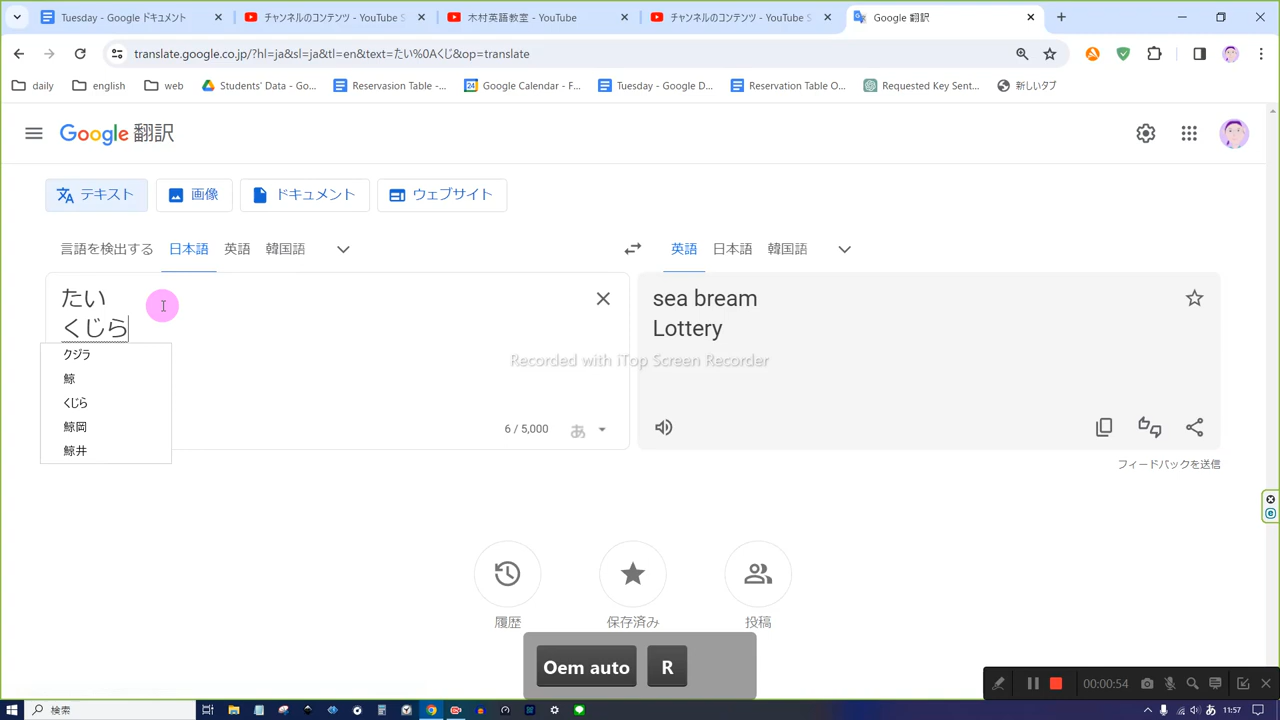 Tuesday - Google ドキュメント
チャンネルのコンテンツ - YouTube S
木村英語教室 - YouTube
チャンネルのコンテンツ - YouTube S
Google 翻訳
translate.google.co.jp/?hl=ja&sl=ja&tl=en&text=たい%0Aくじ&op=translate
daily
english
web
Students' Data - Go...
Reservasion Table -...
Google Calendar - F...
Tuesday - Google D...
Reservation Table O...
Requested Key Sent...
新しいタブ
Google 翻訳
テキスト
画像
ドキュメント
ウェブサイト
言語を検出する
日本語
英語
韓国語
英語
日本語
韓国語
たい
くじら
sea bream
Lottery
クジラ
鯨
くじら
鯨岡
鯨井
Recorded with iTop Screen Recorder
6 / 5,000
あ
フィードバックを送信
履歴
保存済み
投稿
Oem auto
R
00:00:54
検索
あ
11:57